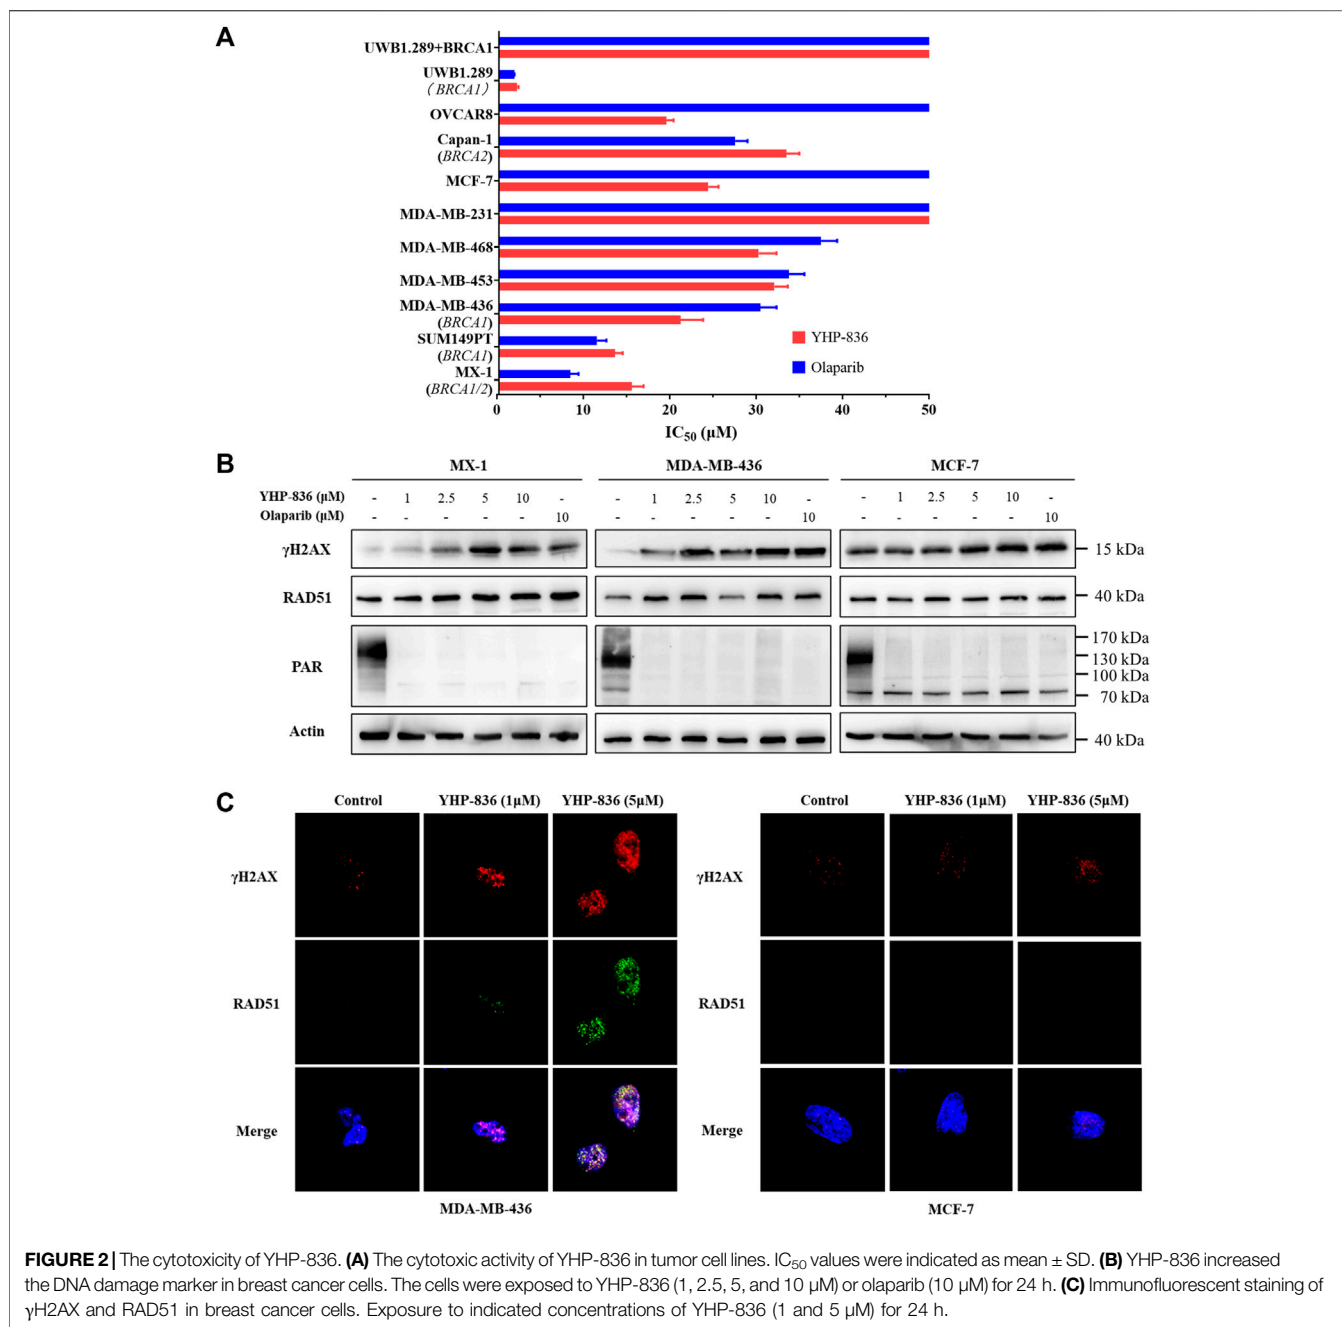 A
UWB1.289+BRCA1
UWB1.289
(BRCA1)
OVCAR8
Capan-1
(BRCA2)
MCF-7
MDA-MB-231
MDA-MB-468
MDA-MB-453
MDA-MB-436
(BRCA1)
SUM149PT
(BRCA1)
MX-1
(BRCA1/2)
YHP-836
Olaparib
0 10 20 30 40 50
IC50 (μM)
B
MX-1 MDA-MB-436 MCF-7
YHP-836 (μM) - 1 2.5 5 10 - - 1 2.5 5 10 - - 1 2.5 5 10 -
Olaparib (μM) - - - - - 10 - - - - - 10 - - - - - 10
γH2AX 15 kDa
RAD51 40 kDa
PAR
170 kDa
130 kDa
100 kDa
70 kDa
Actin 40 kDa
C
Control YHP-836 (1μM) YHP-836 (5μM) Control YHP-836 (1μM) YHP-836 (5μM)
γH2AX γH2AX
RAD51 RAD51
Merge Merge
MDA-MB-436 MCF-7
FIGURE 2 | The cytotoxicity of YHP-836. (A) The cytotoxic activity of YHP-836 in tumor cell lines. IC50 values were indicated as mean ± SD. (B) YHP-836 increased
the DNA damage marker in breast cancer cells. The cells were exposed to YHP-836 (1, 2.5, 5, and 10 μM) or olaparib (10 μM) for 24 h. (C) Immunofluorescent staining of
γH2AX and RAD51 in breast cancer cells. Exposure to indicated concentrations of YHP-836 (1 and 5 μM) for 24 h.